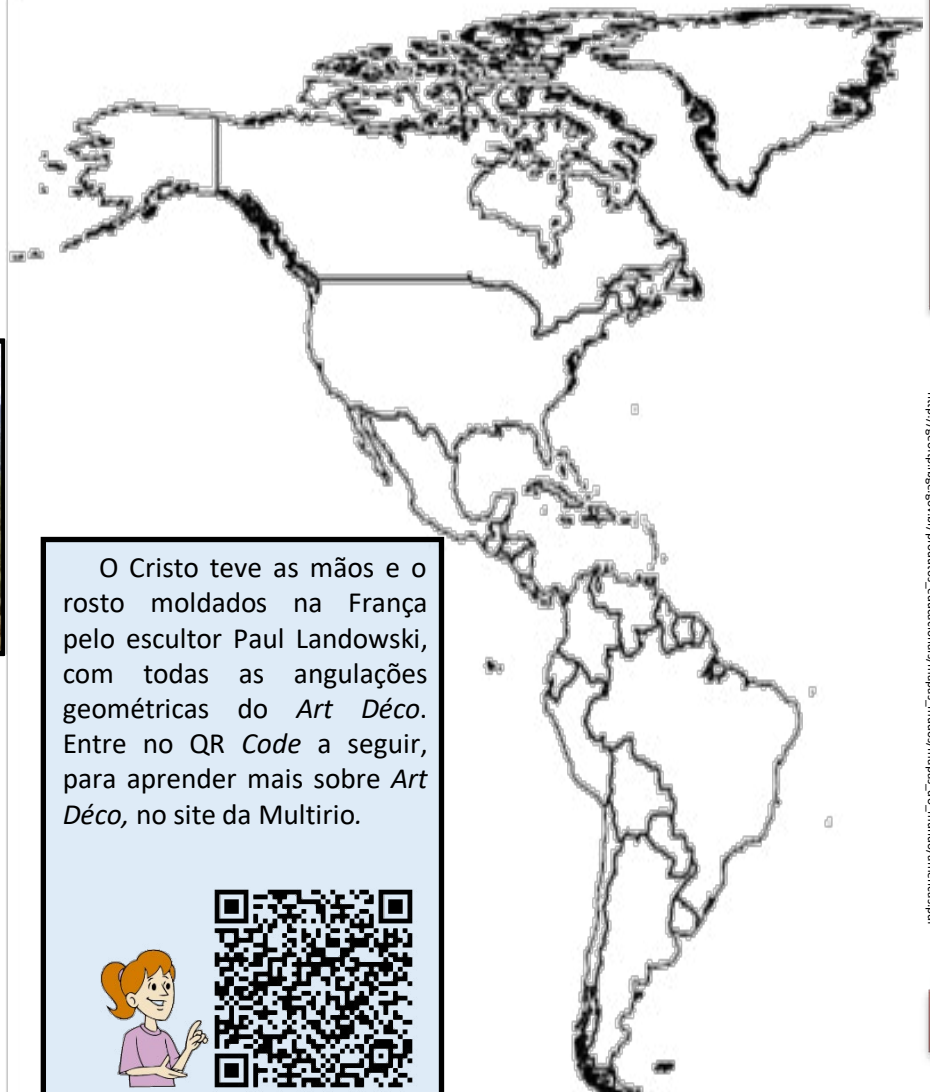 O Cristo teve as mãos e o
rosto moldados na França
pelo escultor Paul Landowski,
com todas as angulações
geométricas do Art Déco.
Entre no QR Code a seguir,
para aprender mais sobre Art
Déco, no site da Multirio.